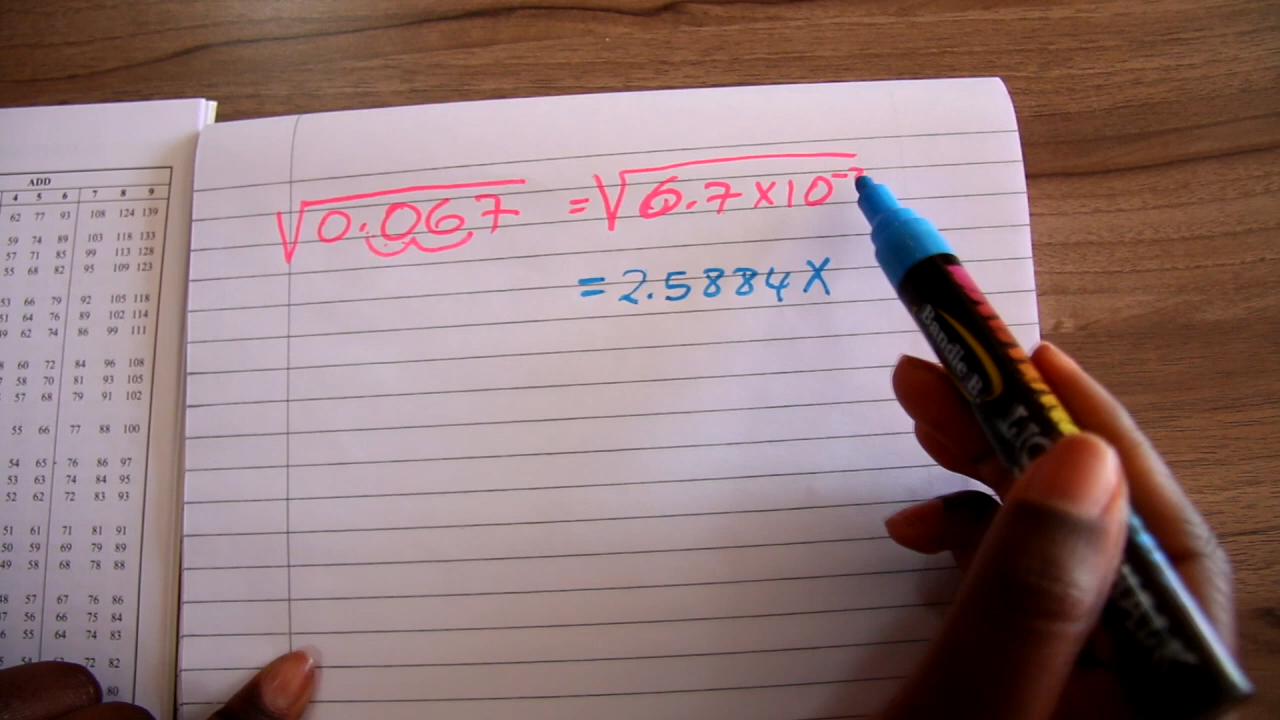 ADD
4 5 6 7 8 9
62 77 93 108 124 139
59 74 89 103 118 133
57 71 85 99 113 128
55 68 82 95 109 123
53 66 79 92 105 118
51 64 76 89 102 114
49 62 74 86 99 111
60 72 84 96 108
58 70 81 93 105
57 68 79 91 102
55 66 77 88 100
54 65 76 86 97
53 63 74 84 95
52 62 72 83 93
51 61 71 81 91
50 59 69 79 89
49 58 68 78 88
48 57 67 76 86
47 56 66 75 84
55 64 74 83
72 82
80
√0.067 = √6.7×10⁻
= 2.5884×
Bandle.B